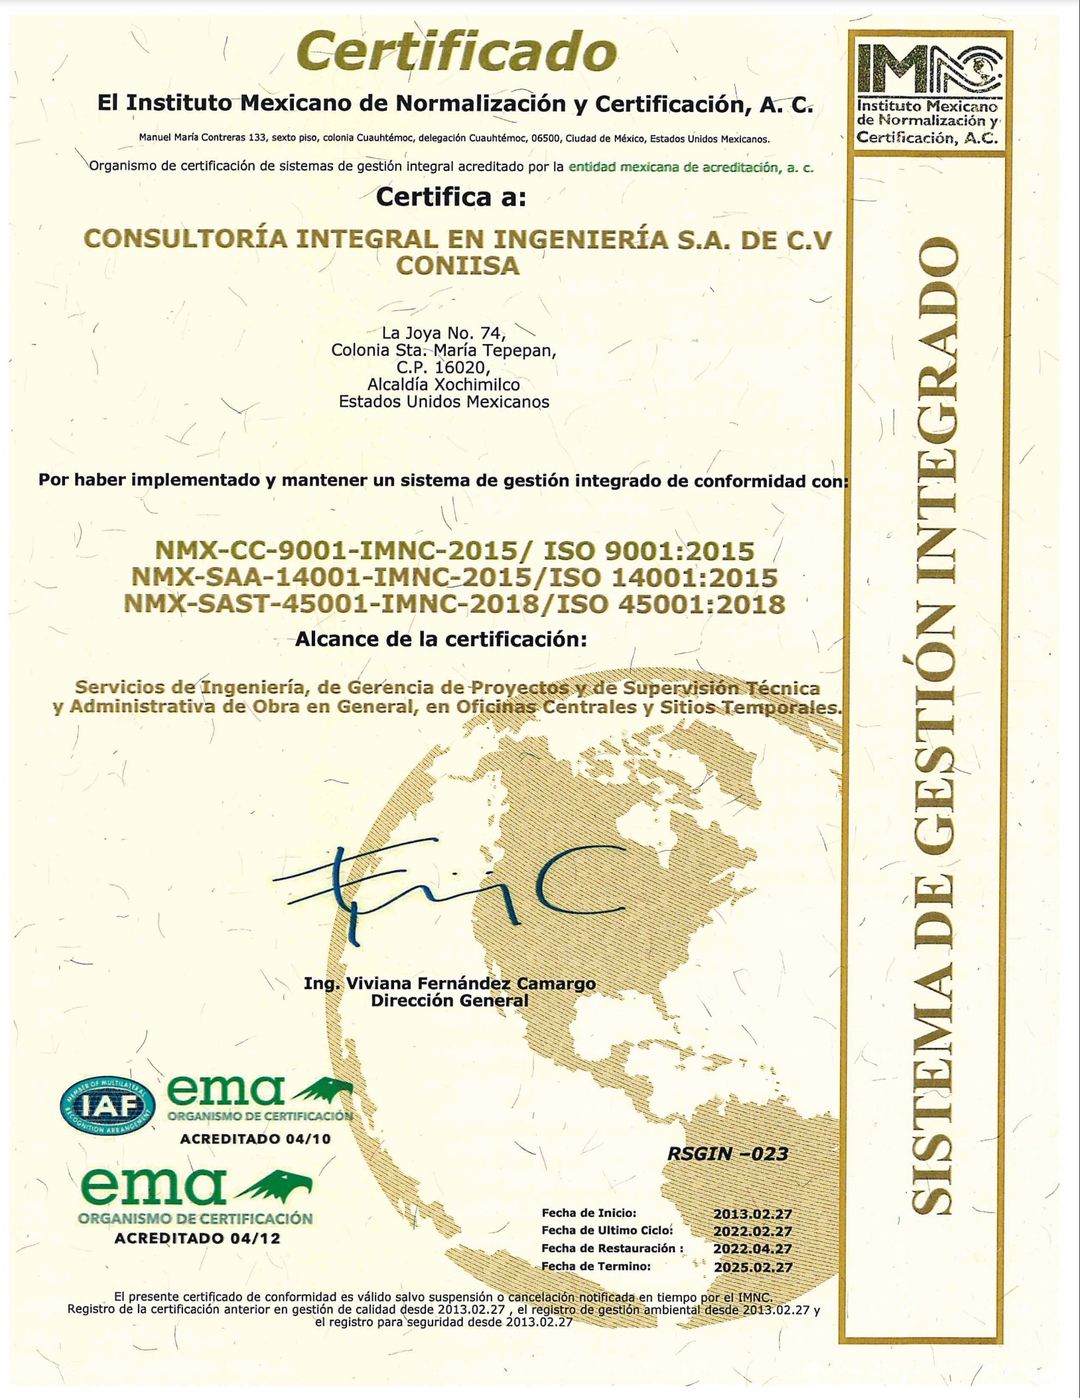 Certificado
El Instituto Mexicano de Normalización y Certificación, A. C.
Manuel María Contreras 133, sexto piso, colonia Cuauhtémoc, delegación Cuauhtémoc, 06500, Ciudad de México, Estados Unidos Mexicanos.
Organismo de certificación de sistemas de gestión integral acreditado por la entidad mexicana de acreditación, a. c.
Certifica a:
CONSULTORÍA INTEGRAL EN INGENIERÍA S.A. DE C.V
CONIISA
La Joya No. 74,
Colonia Sta. María Tepepan,
C.P. 16020,
Alcaldía Xochimilco
Estados Unidos Mexicanos
Por haber implementado y mantener un sistema de gestión integrado de conformidad con:
NMX-CC-9001-IMNC-2015/ ISO 9001:2015
NMX-SAA-14001-IMNC-2015/ISO 14001:2015
NMX-SAST-45001-IMNC-2018/ISO 45001:2018
Alcance de la certificación:
Servicios de Ingeniería, de Gerencia de Proyectos y de Supervisión Técnica
y Administrativa de Obra en General, en Oficinas Centrales y Sitios Temporales.
Ing. Viviana Fernández Camargo
Dirección General
MEMBER OF MULTILATERAL
IAF
RECOGNITION ARRANGEMENT
ema
ORGANISMO DE CERTIFICACIÓN
ACREDITADO 04/10
ema
ORGANISMO DE CERTIFICACIÓN
ACREDITADO 04/12
RSGIN –023
Fecha de Inicio: 2013.02.27
Fecha de Ultimo Ciclo: 2022.02.27
Fecha de Restauración : 2022.04.27
Fecha de Termino: 2025.02.27
El presente certificado de conformidad es válido salvo suspensión o cancelación notificada en tiempo por el IMNC.
Registro de la certificación anterior en gestión de calidad desde 2013.02.27 , el registro de gestión ambiental desde 2013.02.27 y
el registro para seguridad desde 2013.02.27
IMNC
Instituto Mexicano
de Normalización y
Certificación, A.C.
SISTEMA DE GESTIÓN INTEGRADO